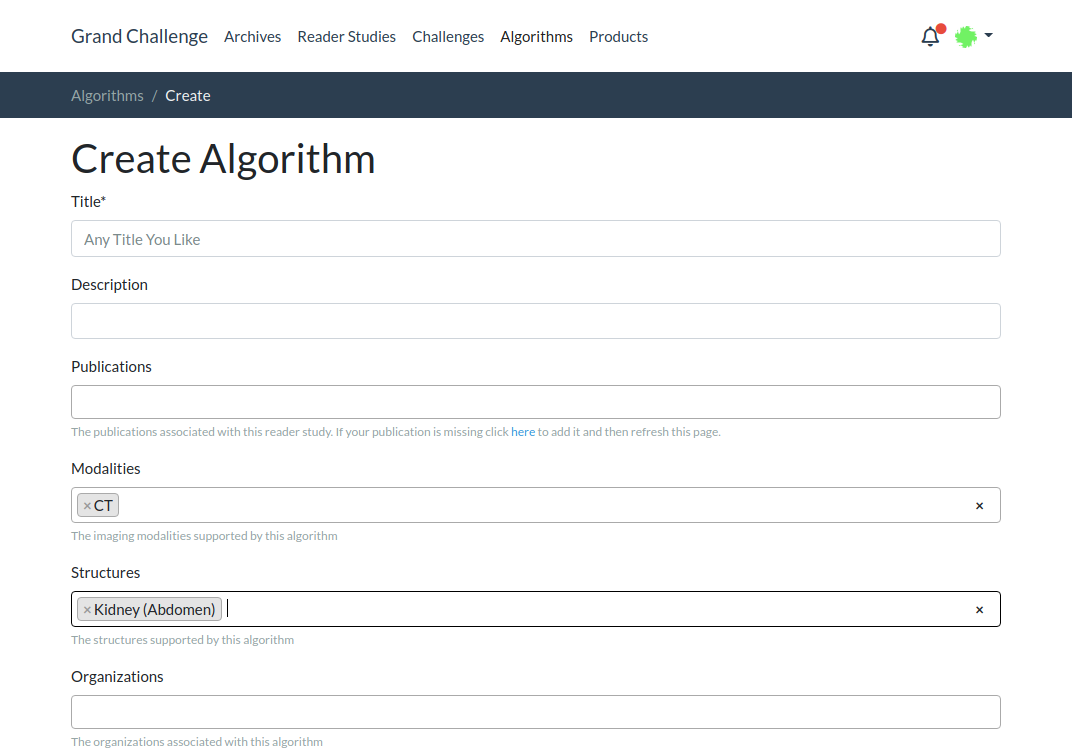 Grand Challenge Archives Reader Studies Challenges Algorithms Products
Algorithms / Create
Create Algorithm
Title*
Any Title You Like
Description
Publications
The publications associated with this reader study. If your publication is missing click here to add it and then refresh this page.
Modalities
×CT ×
The imaging modalities supported by this algorithm
Structures
×Kidney (Abdomen) ×
The structures supported by this algorithm
Organizations
The organizations associated with this algorithm